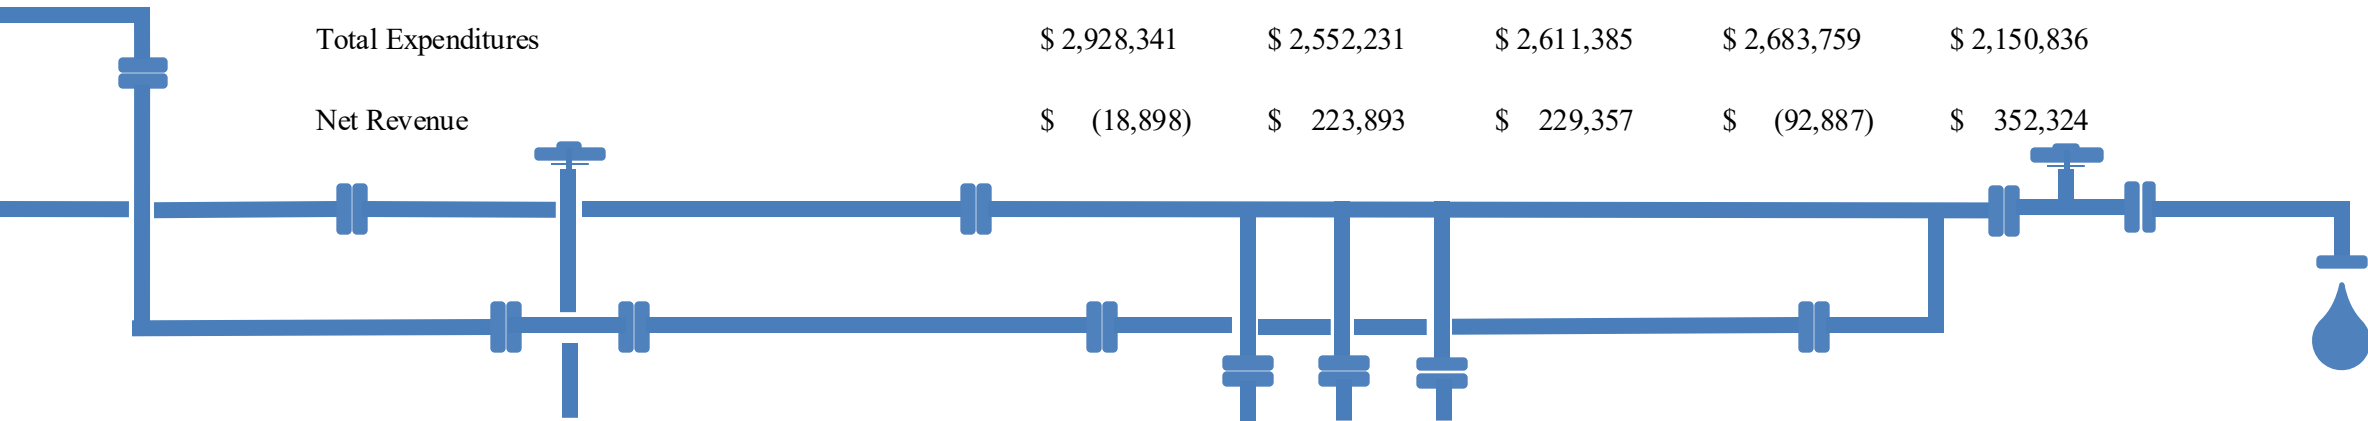 Total Expenditures $ 2,928,341 $ 2,552,231 $ 2,611,385 $ 2,683,759 $ 2,150,836
Net Revenue $ (18,898) $ 223,893 $ 229,357 $ (92,887) $ 352,324